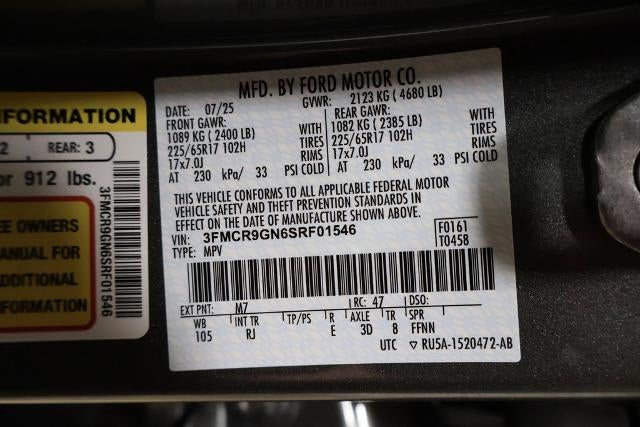 MFD. BY FORD MOTOR CO.
DATE: 07/25 GVWR: 2123 KG ( 4680 LB)
FRONT GAWR: REAR GAWR:
1089 KG ( 2400 LB) WITH 1082 KG ( 2385 LB) WITH
225/65R17 102H TIRES 225/65R17 102H TIRES
17x7.0J RIMS 17x7.0J RIMS
AT 230 kPa/ 33 PSI COLD AT 230 kPa/ 33 PSI COLD
THIS VEHICLE CONFORMS TO ALL APPLICABLE FEDERAL MOTOR
VEHICLE SAFETY AND THEFT PREVENTION STANDARDS IN
EFFECT ON THE DATE OF MANUFACTURE SHOWN ABOVE.
VIN: 3FMCR9GN6SRF01546 F0161
TYPE: MPV T0458
EXT PNT: M7 RC: 47 DSO:
WB INT TR TP/PS R AXLE TR SPR
105 RJ E 3D 8 FFNN
UTC ▽ RU5A-1520472-AB
NFORMATION
2 REAR: 3
or 912 lbs.
EE OWNERS
MANUAL FOR
ADDITIONAL
INFORMATION
3FMCR9GN6SRF01546